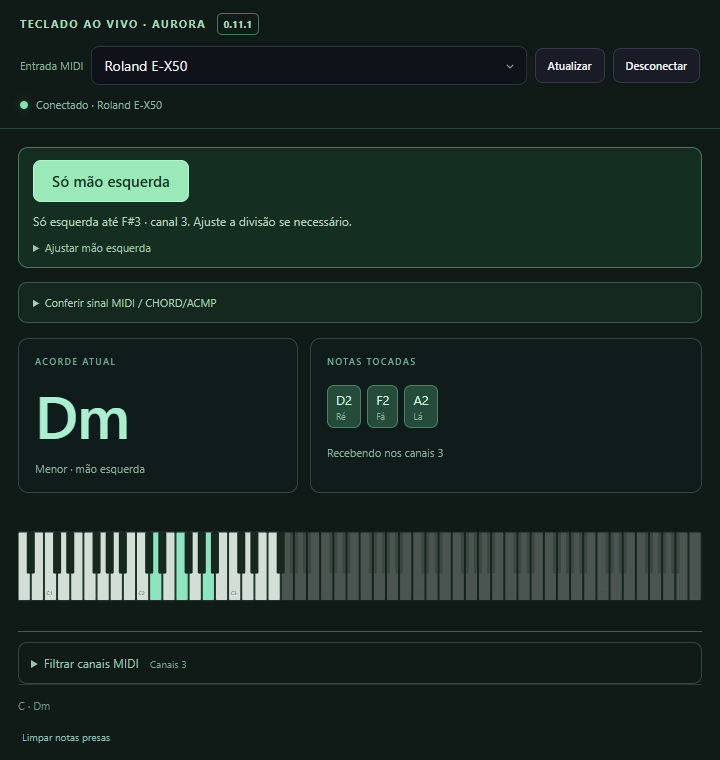 TECLADO AO VIVO · AURORA 0.11.1
Entrada MIDI Roland E-X50 Atualizar Desconectar
Conectado · Roland E-X50
Só mão esquerda
Só esquerda até F#3 · canal 3. Ajuste a divisão se necessário.
Ajustar mão esquerda
Conferir sinal MIDI / CHORD/ACMP
ACORDE ATUAL
Dm
Menor · mão esquerda
NOTAS TOCADAS
D2 F2 A2
Ré Fá Lá
Recebendo nos canais 3
C1 C2 C3
Filtrar canais MIDI Canais 3
C · Dm
Limpar notas presas